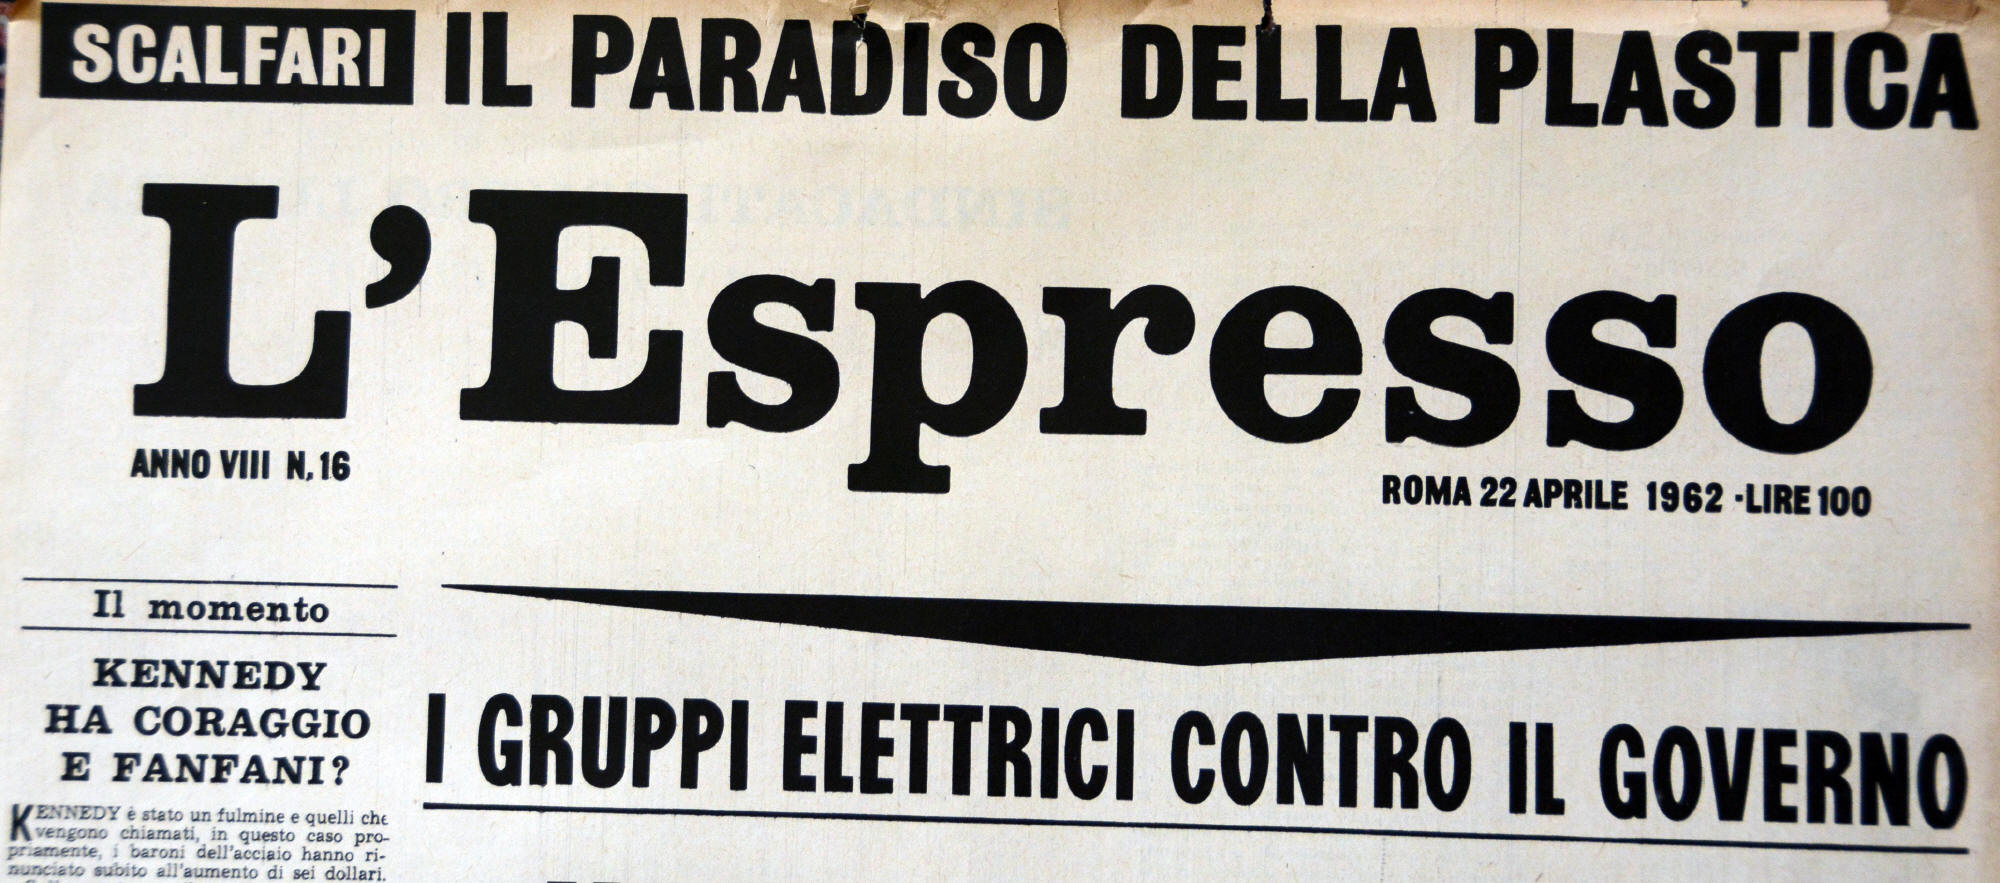 SCALFARI IL PARADISO DELLA PLASTICA
L'Espresso
ANNO VIII N. 16
ROMA 22 APRILE 1962 - LIRE 100
Il momento
KENNEDY
HA CORAGGIO
E FANFANI?
KENNEDY è stato un fulmine e quelli che
vengono chiamati, in questo caso pro-
priamente, i baroni dell'acciaio hanno ri-
nunciato subito all'aumento di sei dollari.
I GRUPPI ELETTRICI CONTRO IL GOVERNO